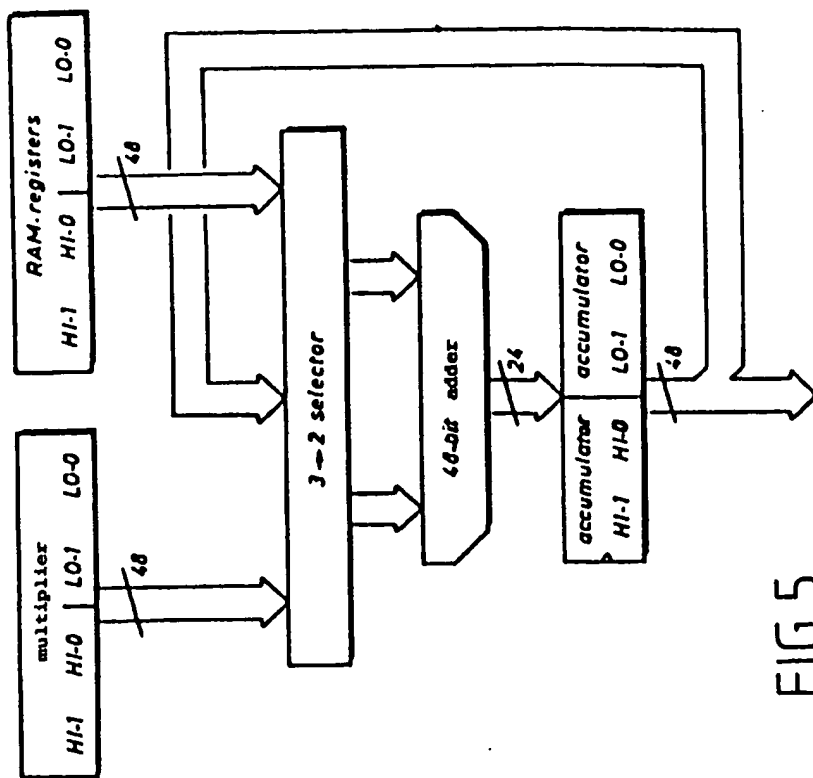 multiplier
HI-1 HI-0 LO-1 LO-0
RAM-registers
HI-1 HI-0 LO-1 LO-0
48
48
3→2 selector
48-bit adder
24
accumulator accumulator
HI-1 HI-0 LO-1 LO-0
48
FIG.5